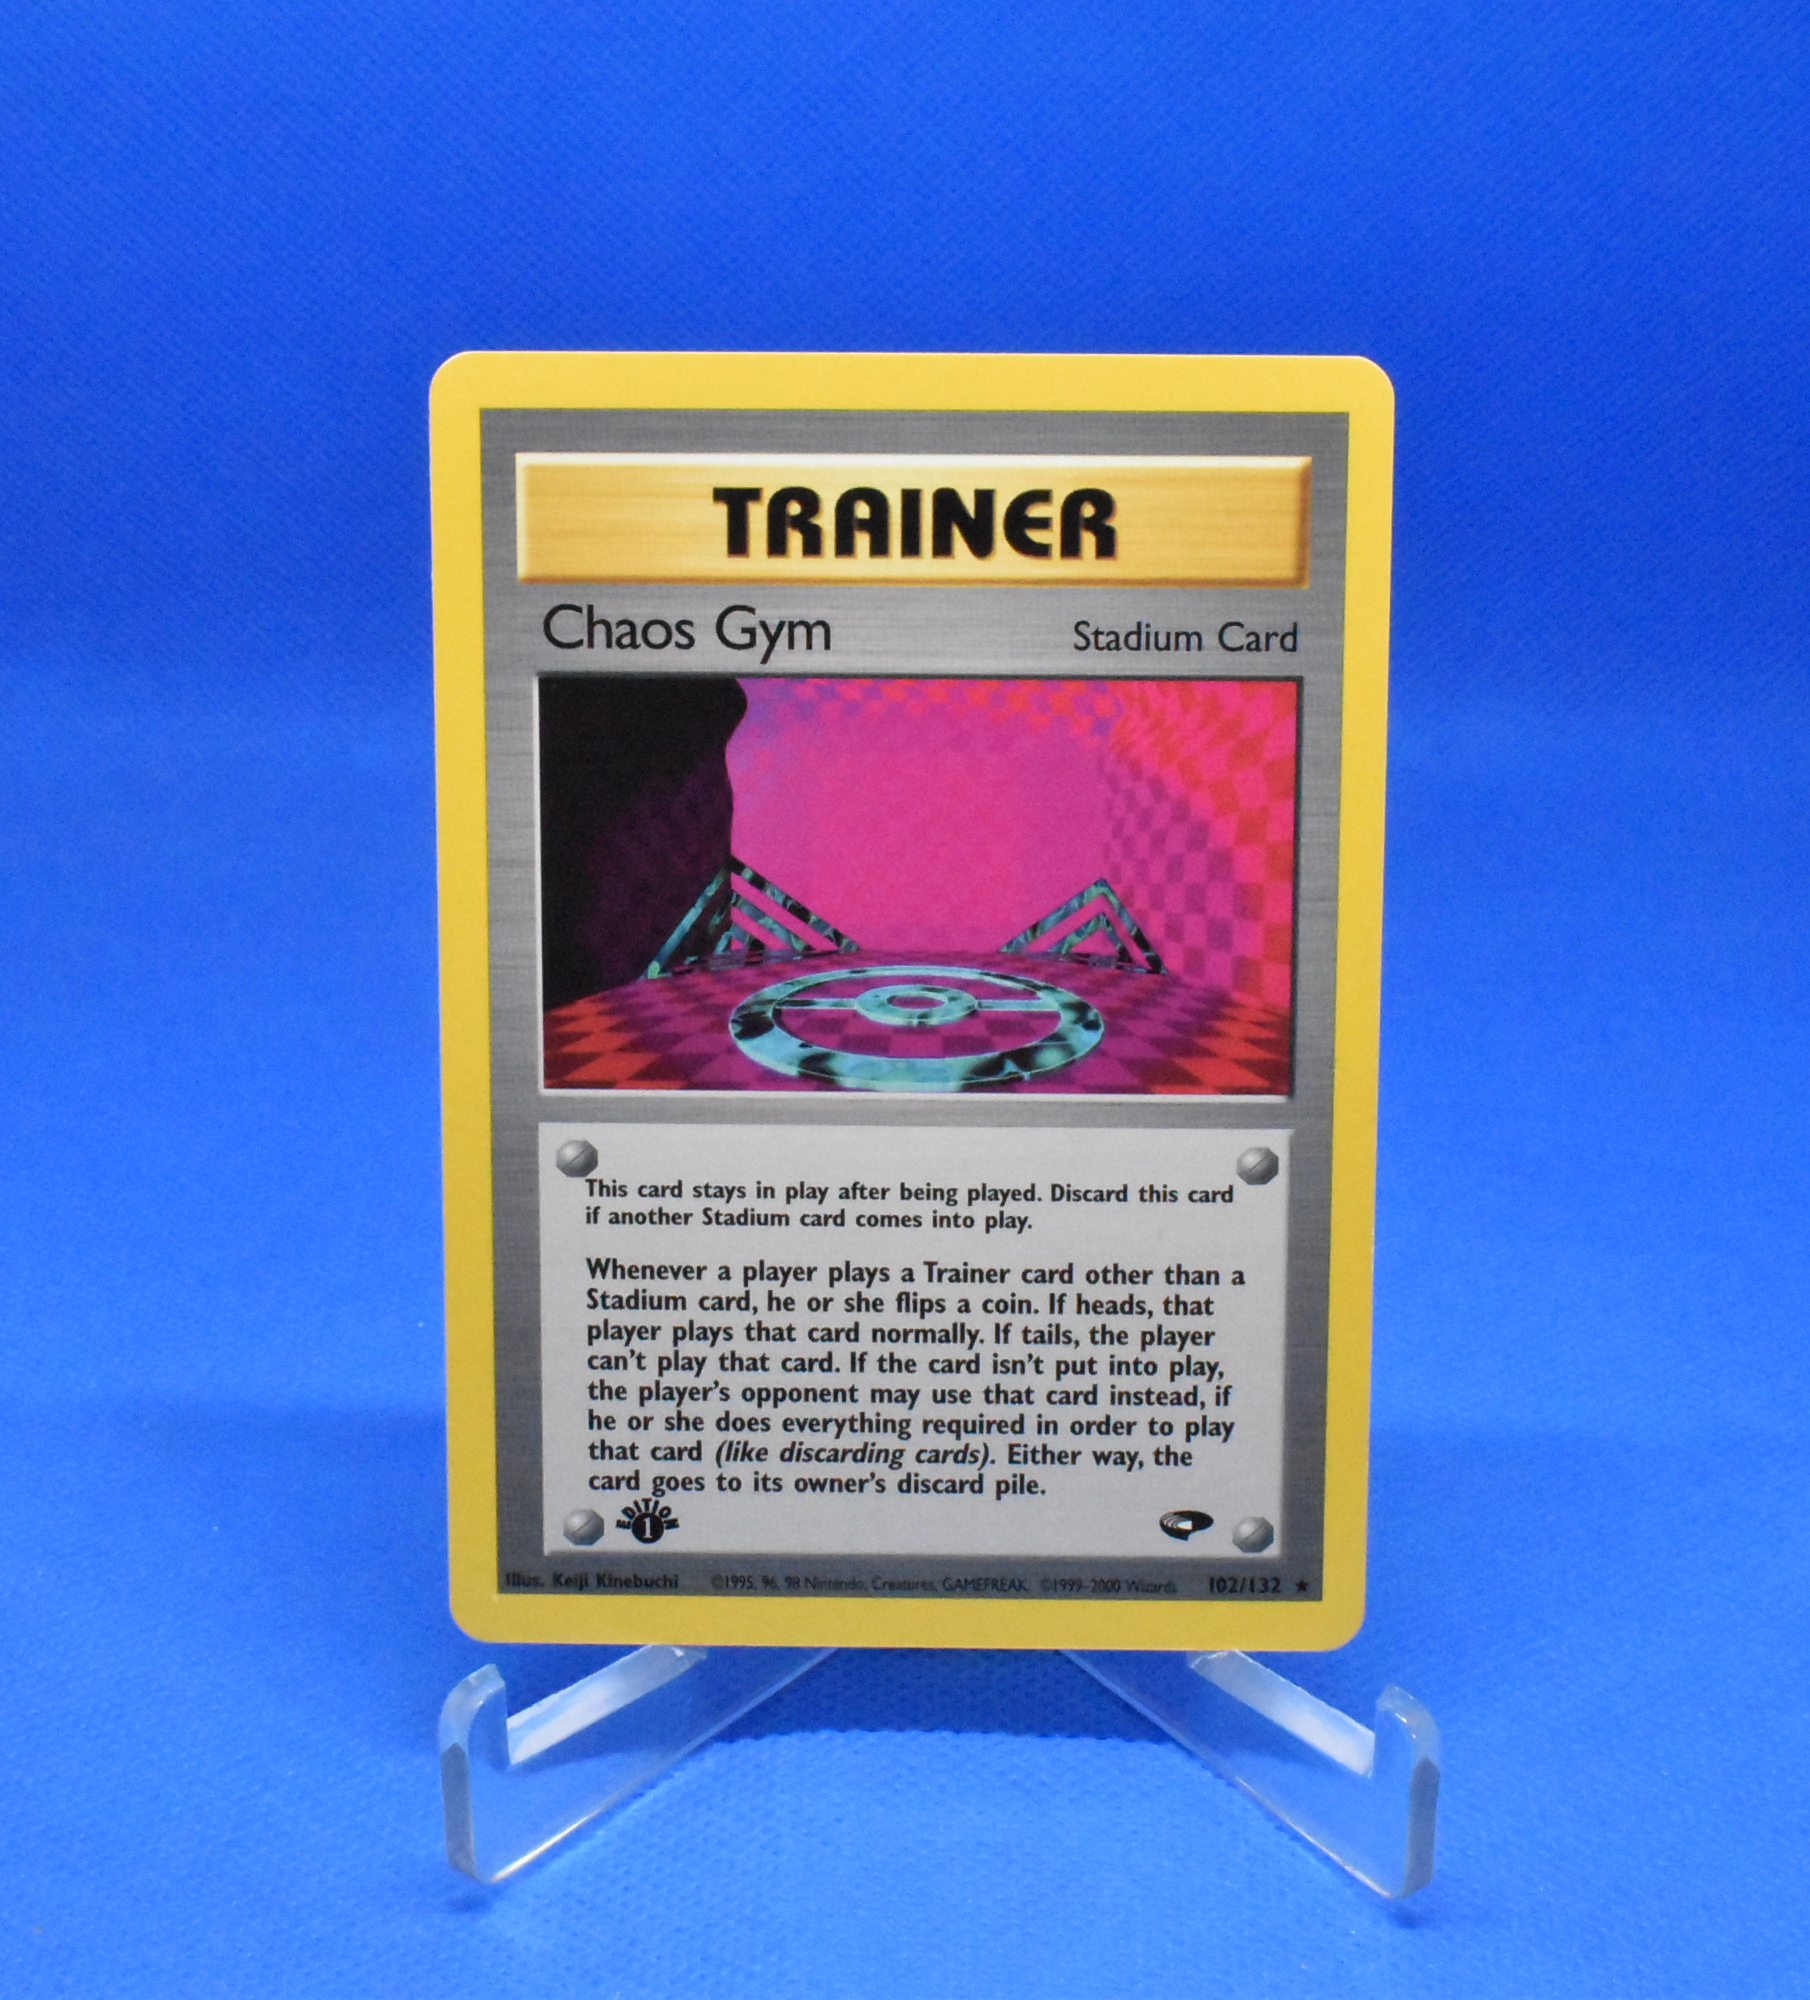 TRAINER
Chaos Gym Stadium Card
This card stays in play after being played. Discard this card
if another Stadium card comes into play.
Whenever a player plays a Trainer card other than a
Stadium card, he or she flips a coin. If heads, that
player plays that card normally. If tails, the player
can't play that card. If the card isn't put into play,
the player's opponent may use that card instead, if
he or she does everything required in order to play
that card (like discarding cards). Either way, the
card goes to its owner's discard pile.
EDITION
1
Illus. Keiji Kinebuchi ©1995, 96, 98 Nintendo, Creatures, GAMEFREAK. ©1999-2000 Wizards 102/132 ★